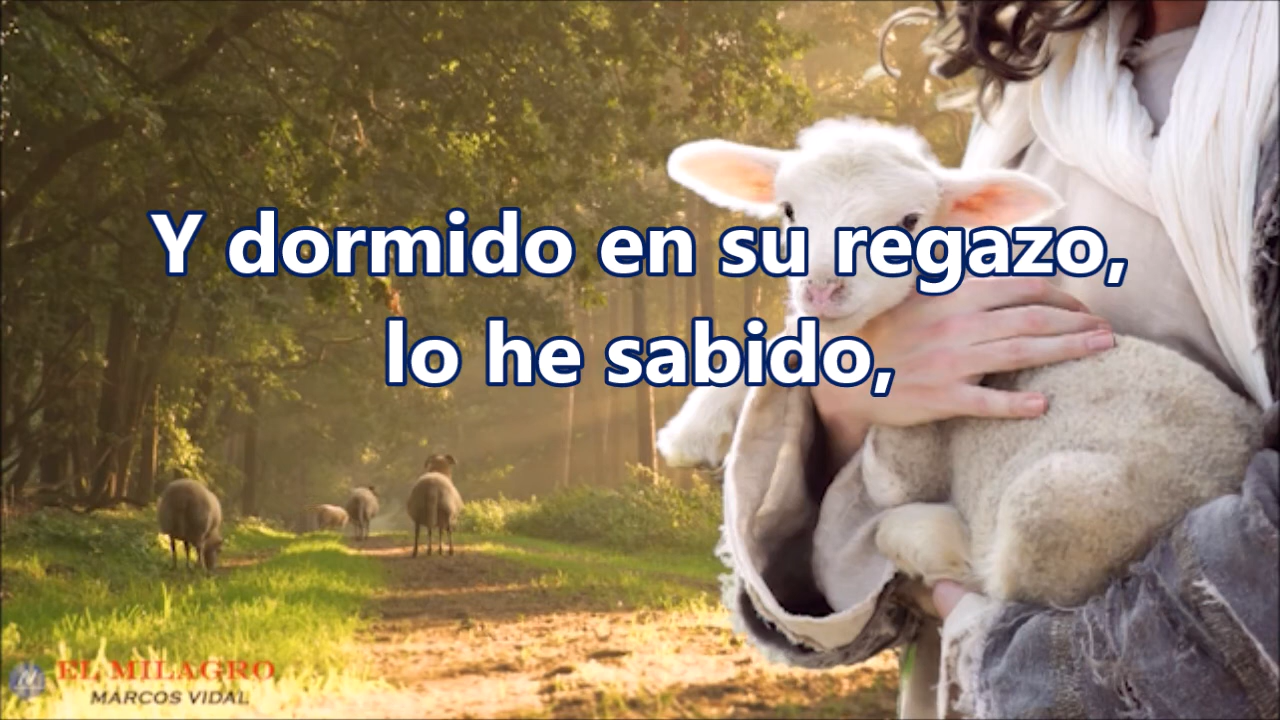 Y dormido en su regazo,
lo he sabido,
EL MILAGRO
MARCOS VIDAL